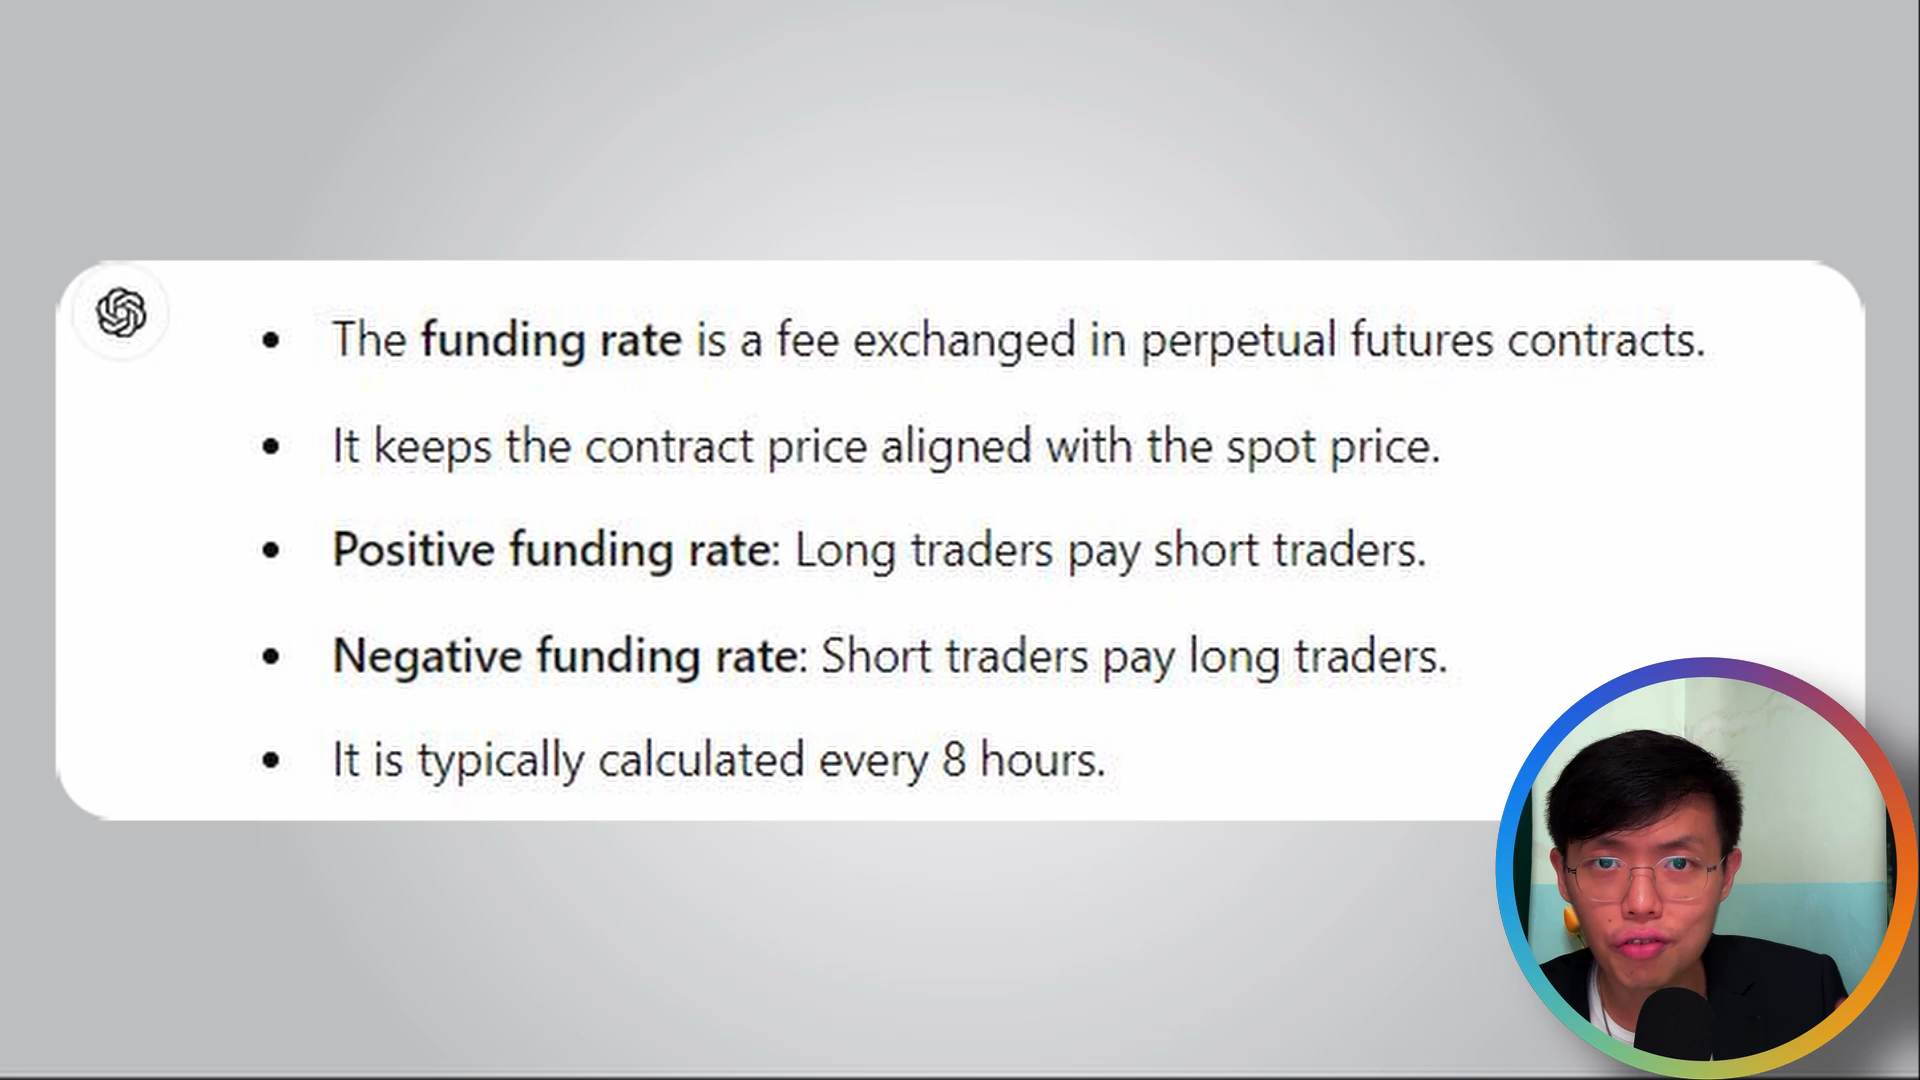 The funding rate is a fee exchanged in perpetual futures contracts.
It keeps the contract price aligned with the spot price.
Positive funding rate: Long traders pay short traders.
Negative funding rate: Short traders pay long traders.
It is typically calculated every 8 hours.